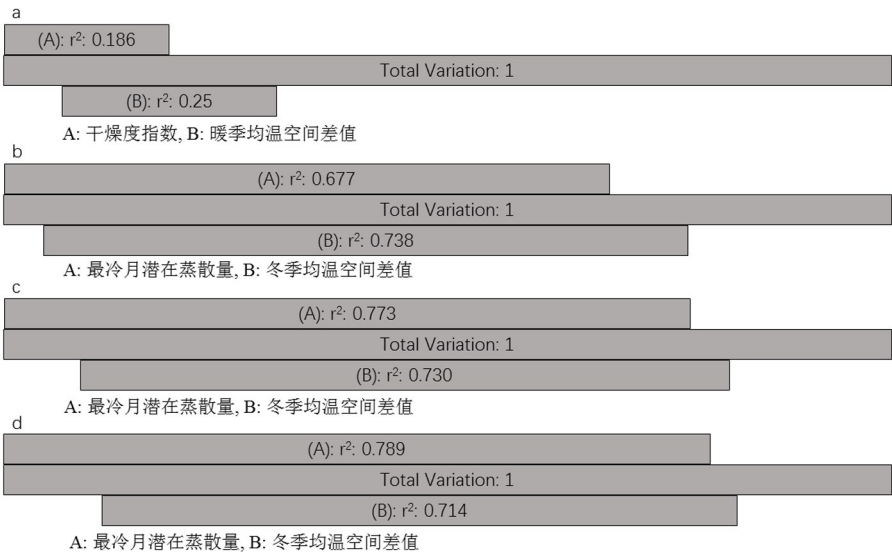 a
(A): r²: 0.186
Total Variation: 1
(B): r²: 0.25
A: 干燥度指数, B: 暖季均温空间差值
b
(A): r²: 0.677
Total Variation: 1
(B): r²: 0.738
A: 最冷月潜在蒸散量, B: 冬季均温空间差值
c
(A): r²: 0.773
Total Variation: 1
(B): r²: 0.730
A: 最冷月潜在蒸散量, B: 冬季均温空间差值
d
(A): r²: 0.789
Total Variation: 1
(B): r²: 0.714
A: 最冷月潜在蒸散量, B: 冬季均温空间差值